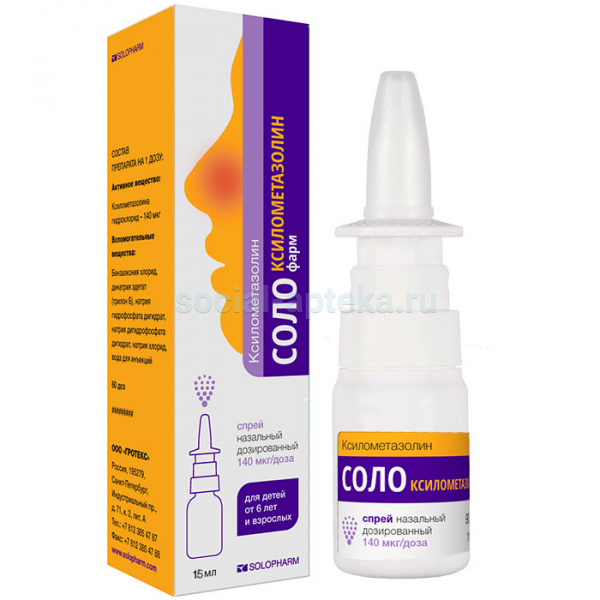 SOLOPHARM
СОСТАВ
ПРЕПАРАТА НА 1 ДОЗУ:
Активное вещество:
Ксилометазолина
гидрохлорид - 140 мкг
Вспомогательные
вещества:
Бензалкония хлорид,
динатрия эдетат
(трилон Б), натрия
гидрофосфата дигидрат,
натрия дигидрофосфата
дигидрат, натрия хлорид,
вода для инъекций
60 доз
#########
ООО "ГРОТЕКС"
Россия, 195279,
Санкт-Петербург,
Индустриальный пр.,
д. 71, к. 2, лит. А
Тел.: +7 812 385 47 87
Факс: +7 812 385 47 88
www.solopharm.com
Ксилометазолин
СОЛО КСИЛОМЕТАЗОЛИН
фарм
спрей
назальный
дозированный
140 мкг/доза
для детей
от 6 лет
и взрослых
15 мл
SOLOPHARM
socialapteka.ru
Ксилометазолин
СОЛО КСИЛОМЕТАЗО
спрей назальный
дозированный
140 мкг/доза